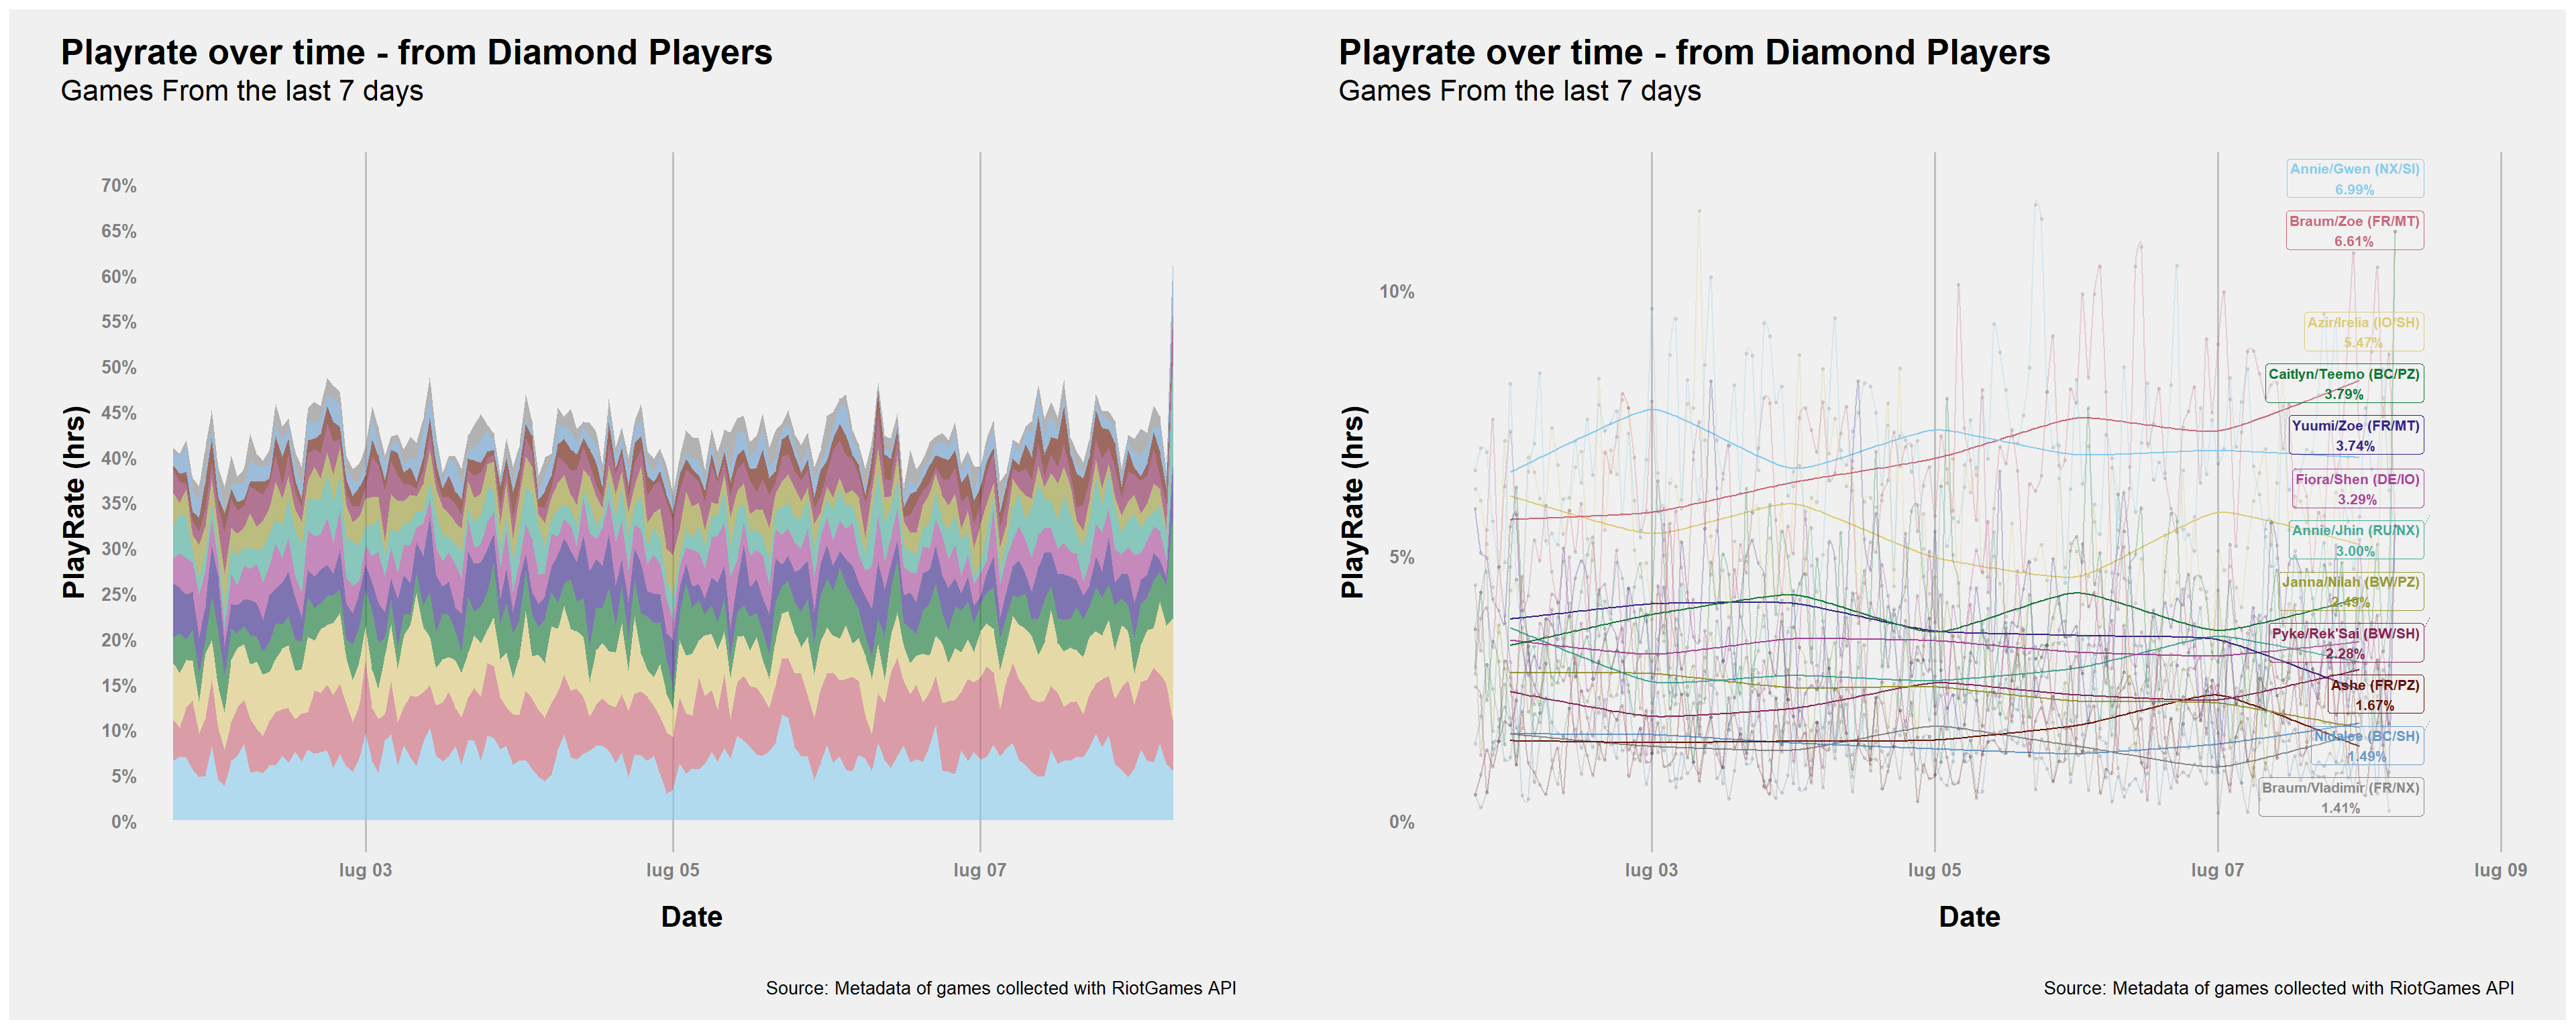 Playrate over time - from Diamond Players
Games From the last 7 days
70%
65%
60%
55%
50%
45%
40%
35%
30%
25%
20%
15%
10%
5%
0%
PlayRate (hrs)
lug 03
lug 05
lug 07
Date
Source: Metadata of games collected with RiotGames API
Playrate over time - from Diamond Players
Games From the last 7 days
10%
5%
0%
PlayRate (hrs)
Annie/Gwen (NX/SI)
6.99%
Braum/Zoe (FR/MT)
6.61%
Azir/Irelia (IO/SH)
5.47%
Caitlyn/Teemo (BC/PZ)
3.79%
Yuumi/Zoe (FR/MT)
3.74%
Fiora/Shen (DE/IO)
3.29%
Annie/Jhin (RU/NX)
3.00%
Janna/Nilah (BW/PZ)
2.49%
Pyke/Rek'Sai (BW/SH)
2.28%
Ashe (FR/PZ)
1.67%
Nidalee (BC/SH)
1.49%
Braum/Vladimir (FR/NX)
1.41%
lug 03
lug 05
lug 07
lug 09
Date
Source: Metadata of games collected with RiotGames API